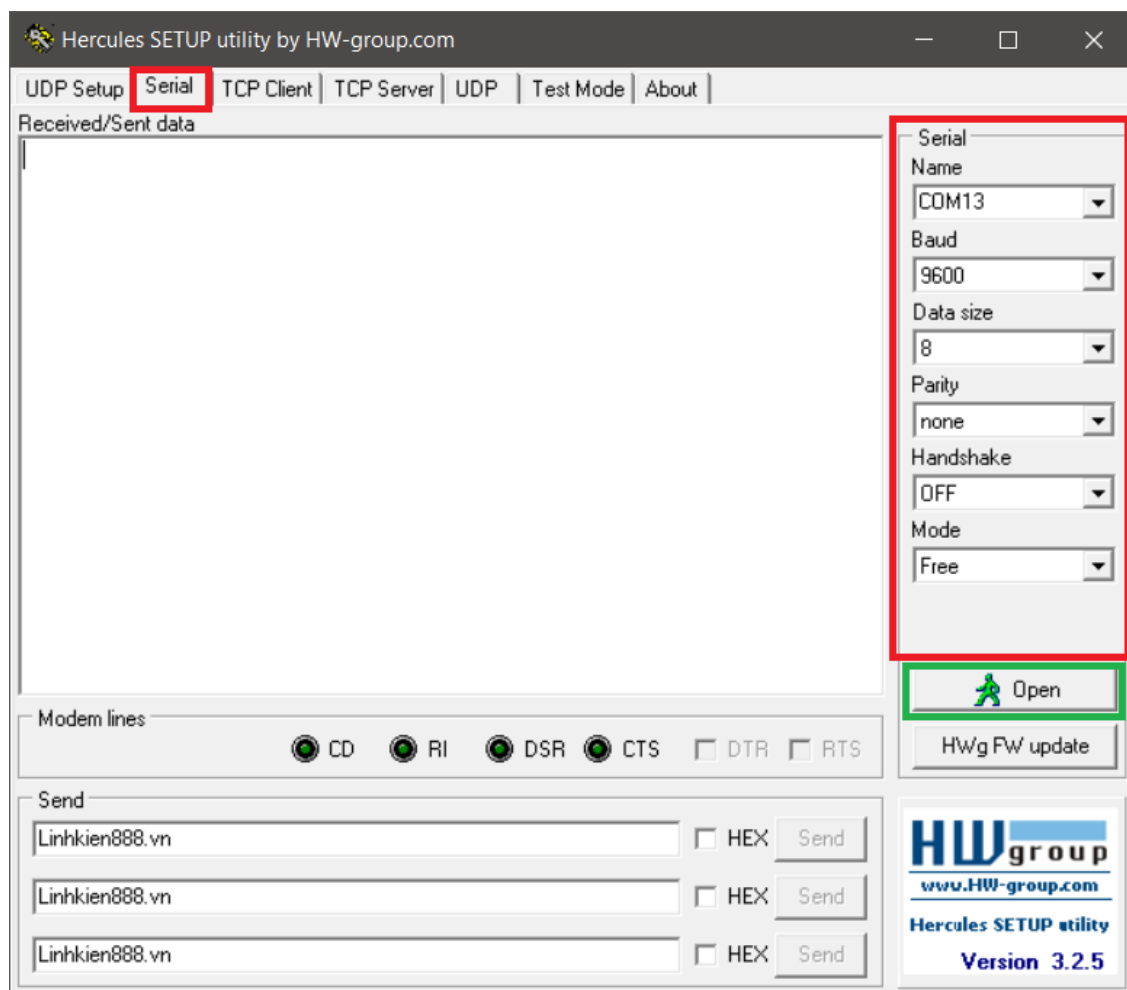 Hercules SETUP utility by HW-group.com
UDP Setup Serial TCP Client TCP Server UDP Test Mode About
Received/Sent data
Serial
Name
COM13
Baud
9600
Data size
8
Parity
none
Handshake
OFF
Mode
Free
Open
HWg FW update
Modem lines
CD RI DSR CTS DTR RTS
Send
Linhkien888.vn HEX Send
Linhkien888.vn HEX Send
Linhkien888.vn HEX Send
HW group
www.HW-group.com
Hercules SETUP utility
Version 3.2.5